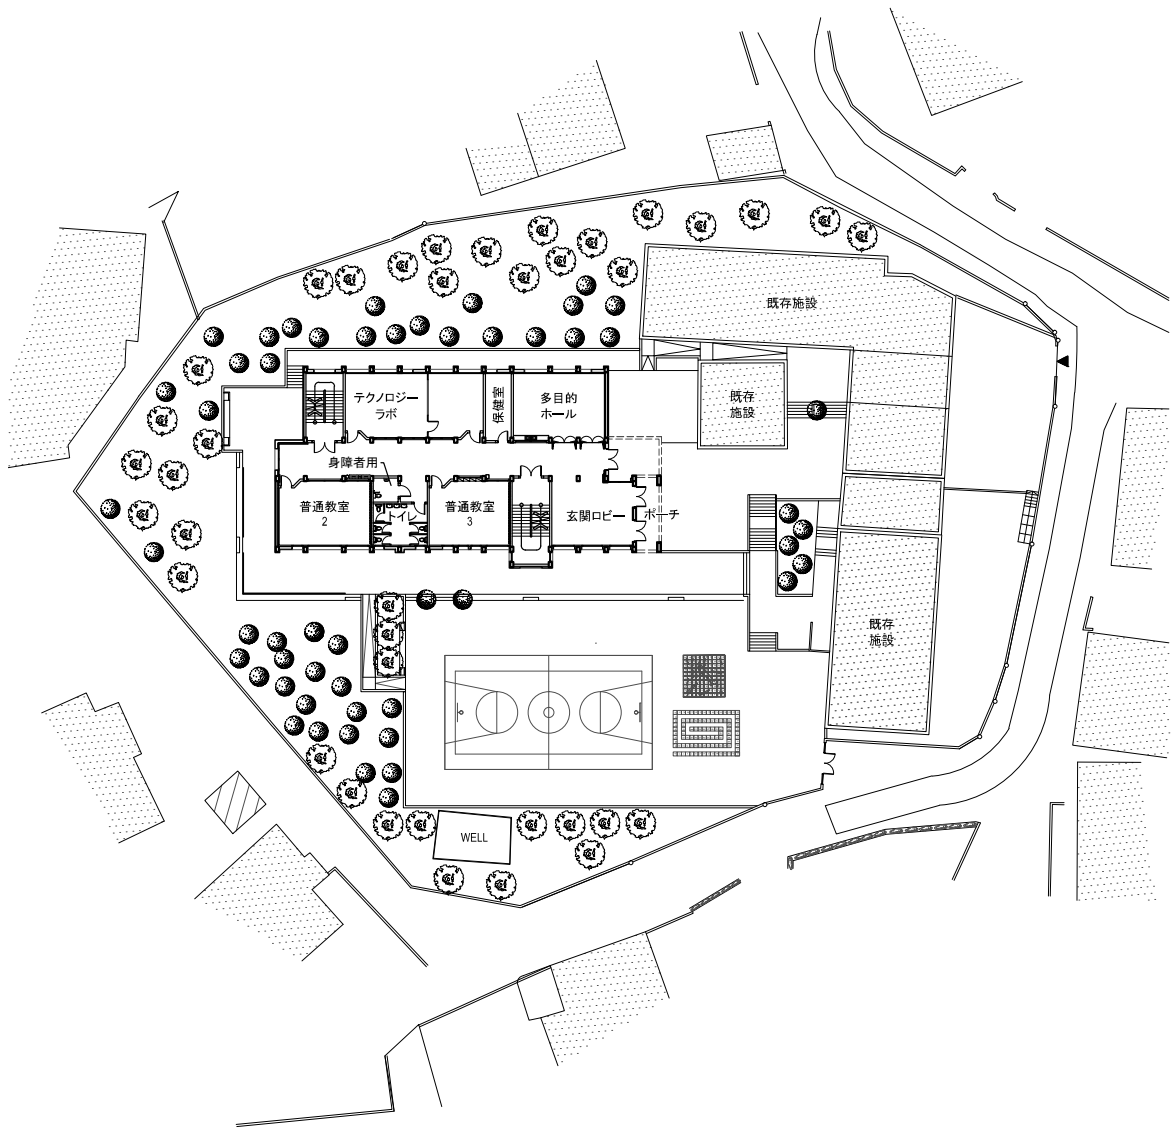 既存施設
既存
施設
テクノロジー
ラボ
保健室
多目的
ホール
身障者用
普通教室
2
トイレ
普通教室
3
玄関ロビー
ポーチ
既存
施設
WELL